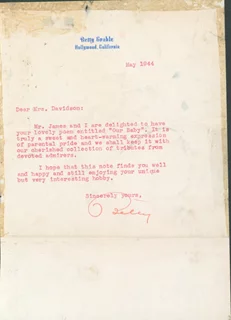 Betty Grable
Hollywood, California
May 1944
Dear Mrs. Davidson:
Mr. James and I are delighted to have
your lovely poem entitled "Our Baby". It is
truly a sweet and heart-warming expression
of parental pride and we shall keep it with
our cherished collection of tributes from
devoted admirers.
I hope that this note finds you well
and happy and still enjoying your unique
but very interesting hobby.
Sincerely yours,
Betty